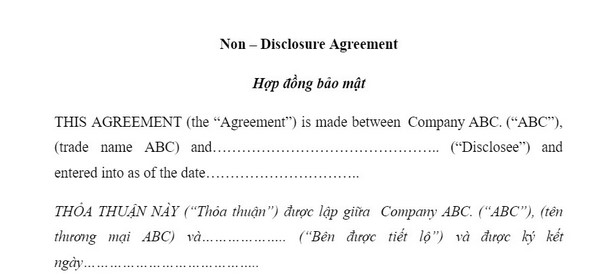 Non – Disclosure Agreement
Hợp đồng bảo mật
THIS AGREEMENT (the “Agreement”) is made between Company ABC. (“ABC”),
(trade name ABC) and……………………………………….. (“Disclosee”) and
entered into as of the date…………………………..
THỎA THUẬN NÀY (“Thỏa thuận”) được lập giữa Company ABC. (“ABC”), (tên
thương mại ABC) và…………….. (“Bên được tiết lộ”) và được ký kết
ngày……………………………..